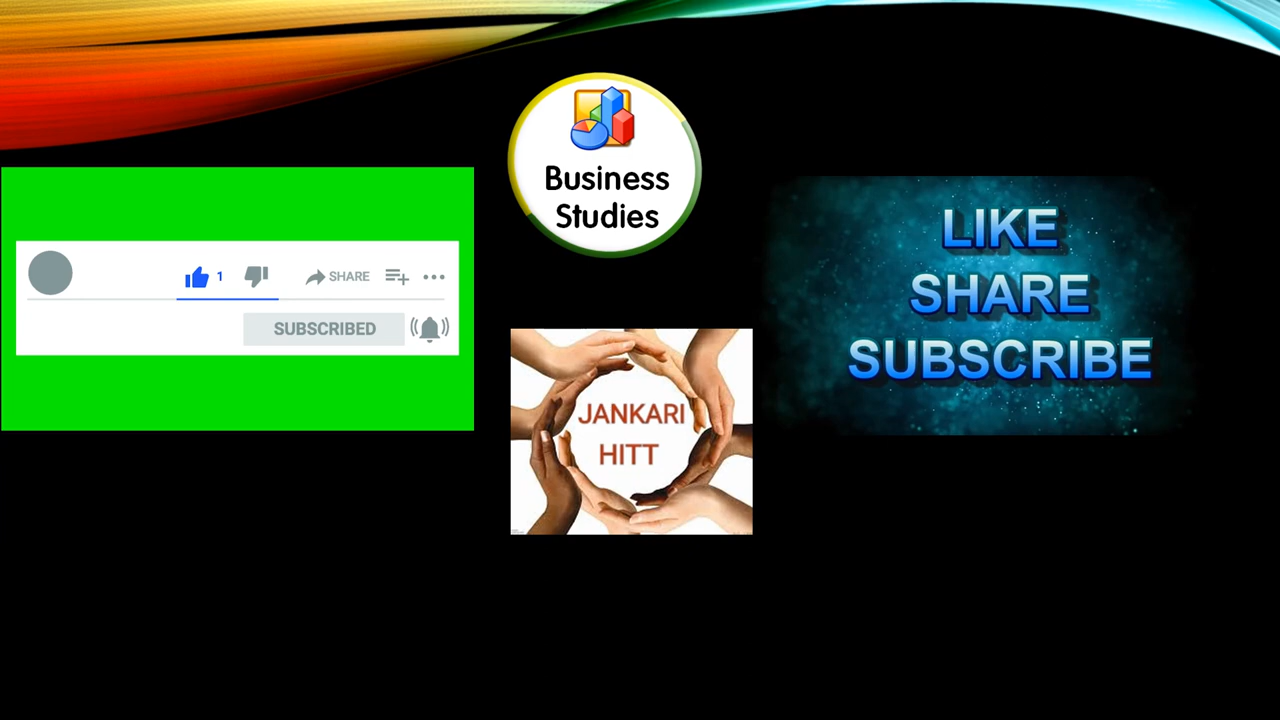 Business
Studies
1
SHARE
SUBSCRIBED
LIKE
SHARE
SUBSCRIBE
JANKARI
HITT